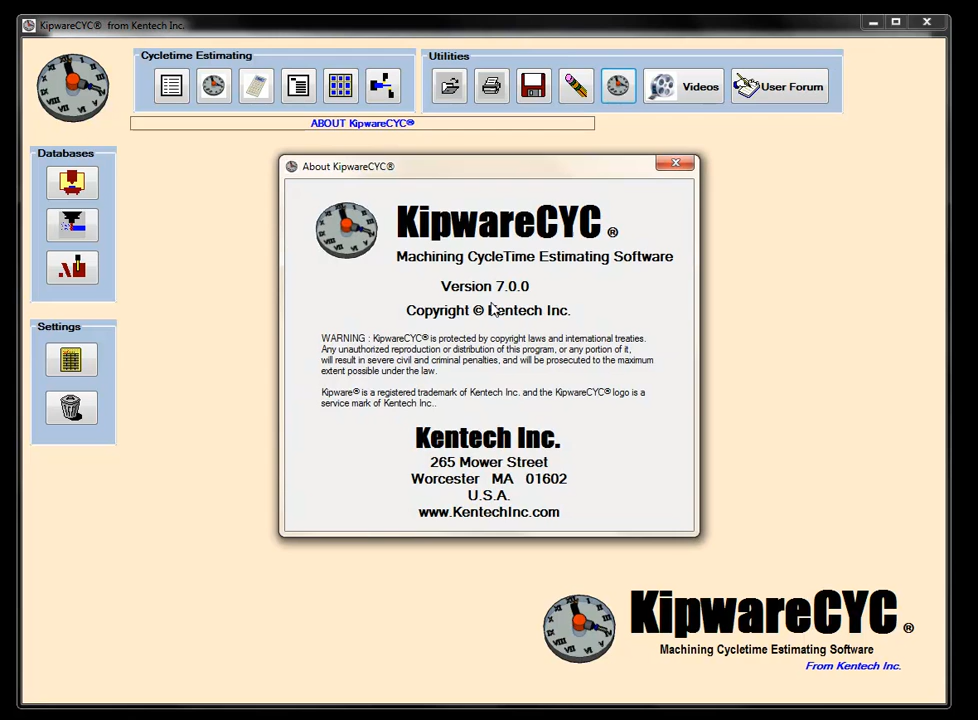 KipwareCYC® from Kentech Inc.
Cycletime Estimating
Utilities
Videos
User Forum
ABOUT KipwareCYC®
Databases
Settings
About KipwareCYC®
KipwareCYC®
Machining CycleTime Estimating Software
Version 7.0.0
Copyright © Kentech Inc.
WARNING : KipwareCYC® is protected by copyright laws and international treaties.
Any unauthorized reproduction or distribution of this program, or any portion of it,
will result in severe civil and criminal penalties, and will be prosecuted to the maximum
extent possible under the law.
Kipware® is a registered trademark of Kentech Inc. and the KipwareCYC® logo is a
service mark of Kentech Inc..
Kentech Inc.
265 Mower Street
Worcester MA 01602
U.S.A.
www.KentechInc.com
KipwareCYC®
Machining Cycletime Estimating Software
From Kentech Inc.